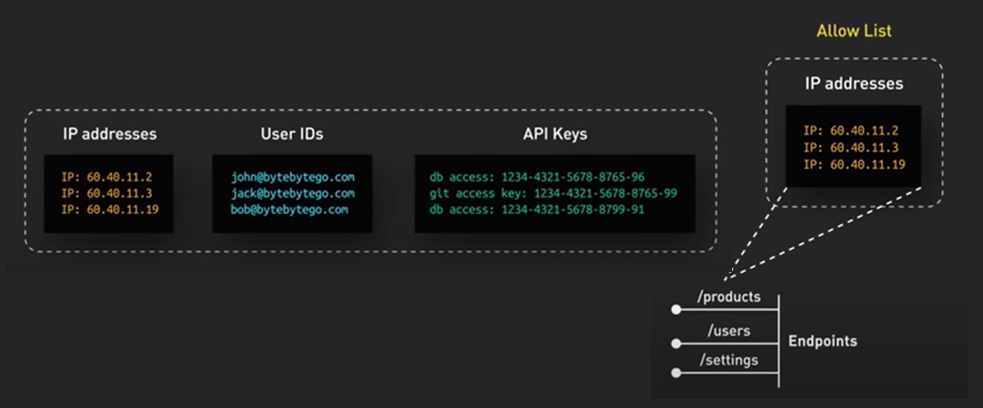 Allow List
IP addresses
IP: 60.40.11.2
IP: 60.40.11.3
IP: 60.40.11.19
IP addresses
IP: 60.40.11.2
IP: 60.40.11.3
IP: 60.40.11.19
User IDs
john@bytebytego.com
jack@bytebytego.com
bob@bytebytego.com
API Keys
db access: 1234-4321-5678-8765-96
git access key: 1234-4321-5678-8765-99
db access: 1234-4321-5678-8799-91
/products
/users
/settings
Endpoints